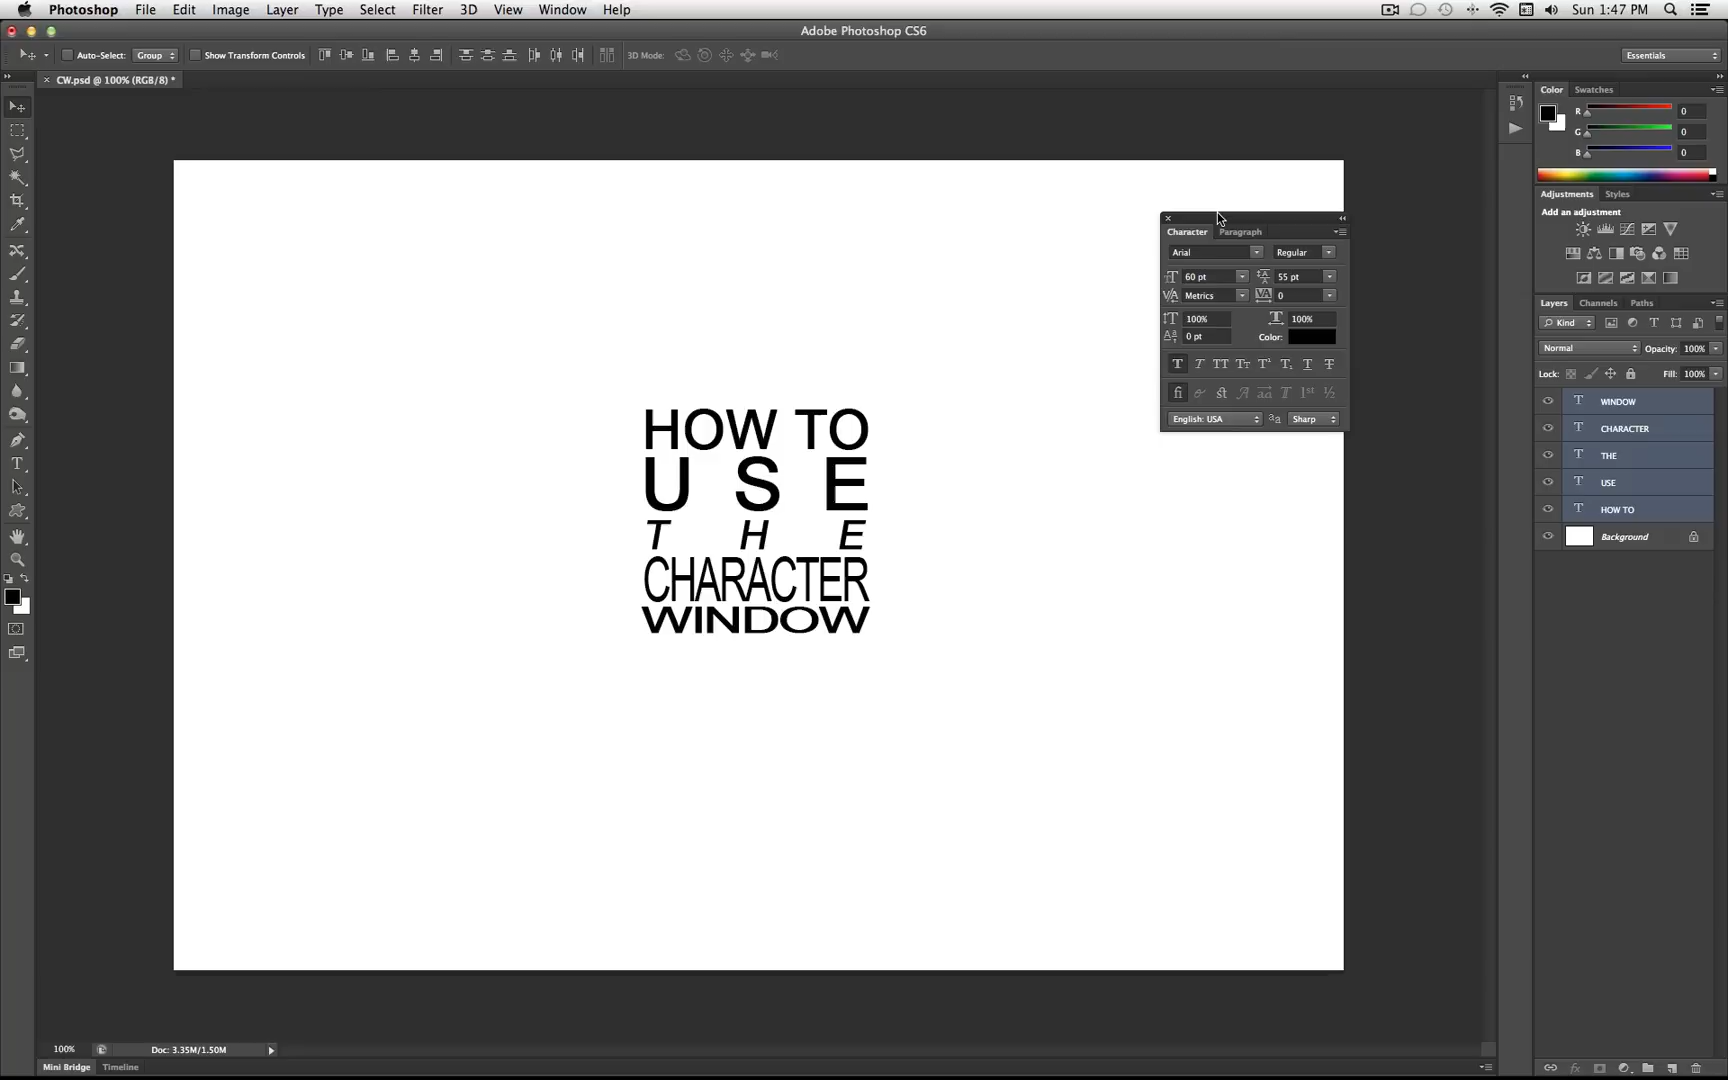 Photoshop File Edit Image Layer Type Select Filter 3D View Window Help Sun 1:47 PM
Adobe Photoshop CS6
Auto-Select: Group Show Transform Controls 3D Mode: Essentials
CW.psd @ 100% (RGB/8) *
Color Swatches
R 0
G 0
B 0
Adjustments Styles
Add an adjustment
Character Paragraph
Arial Regular
60 pt 55 pt
Metrics 0
100% 100%
0 pt Color:
English: USA Sharp
Layers Channels Paths
Kind
Normal Opacity: 100%
Lock: Fill: 100%
WINDOW
CHARACTER
THE
USE
HOW TO
Background
HOW TO
U S E
T H E
CHARACTER
WINDOW
100% Doc: 3.35M/1.50M
Mini Bridge Timeline